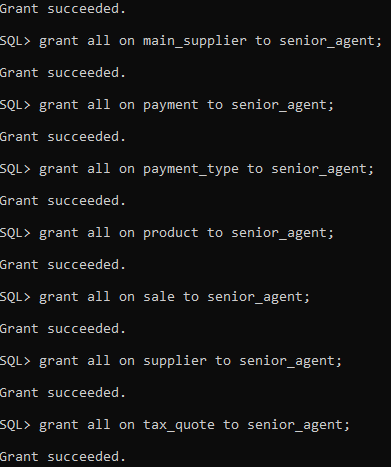 Grant succeeded.
SQL> grant all on main_supplier to senior_agent;
Grant succeeded.
SQL> grant all on payment to senior_agent;
Grant succeeded.
SQL> grant all on payment_type to senior_agent;
Grant succeeded.
SQL> grant all on product to senior_agent;
Grant succeeded.
SQL> grant all on sale to senior_agent;
Grant succeeded.
SQL> grant all on supplier to senior_agent;
Grant succeeded.
SQL> grant all on tax_quote to senior_agent;
Grant succeeded.